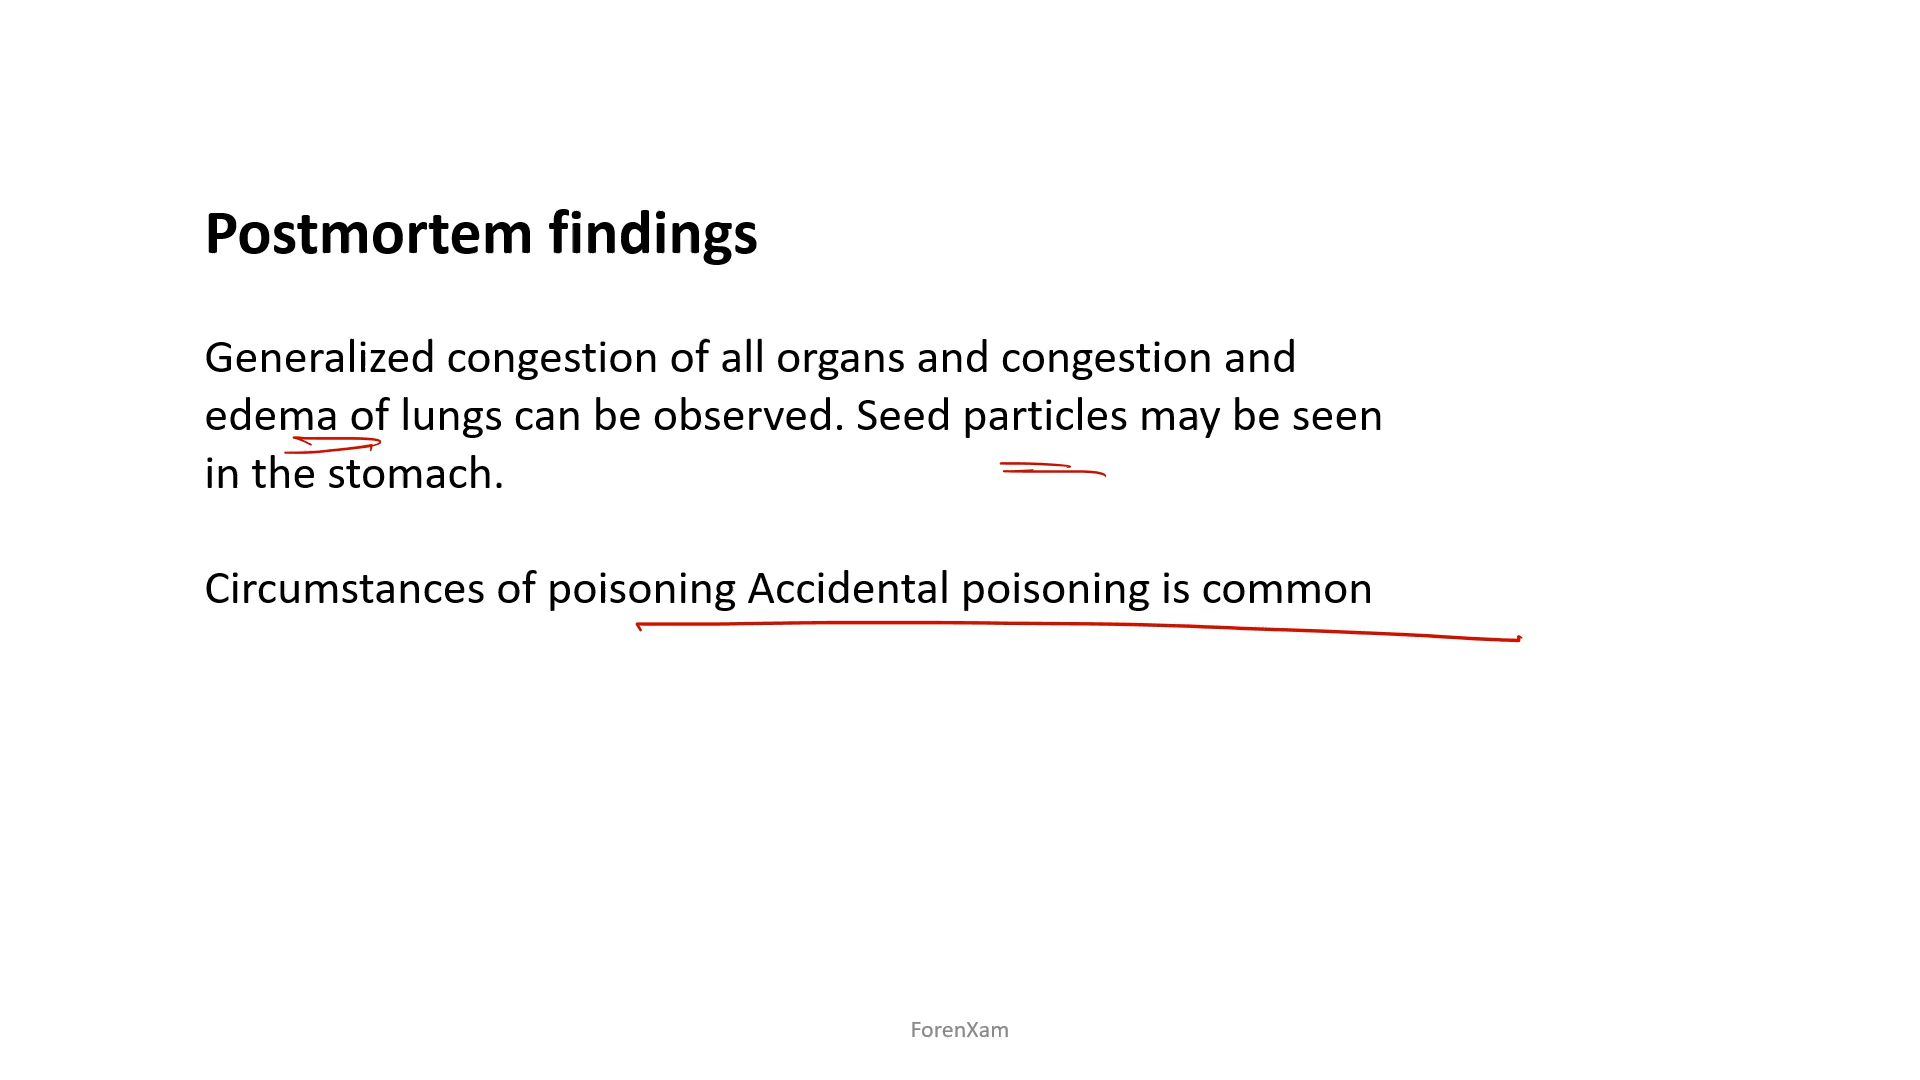 Postmortem findings
Generalized congestion of all organs and congestion and
edema of lungs can be observed. Seed particles may be seen
in the stomach.
Circumstances of poisoning Accidental poisoning is common
ForenXam